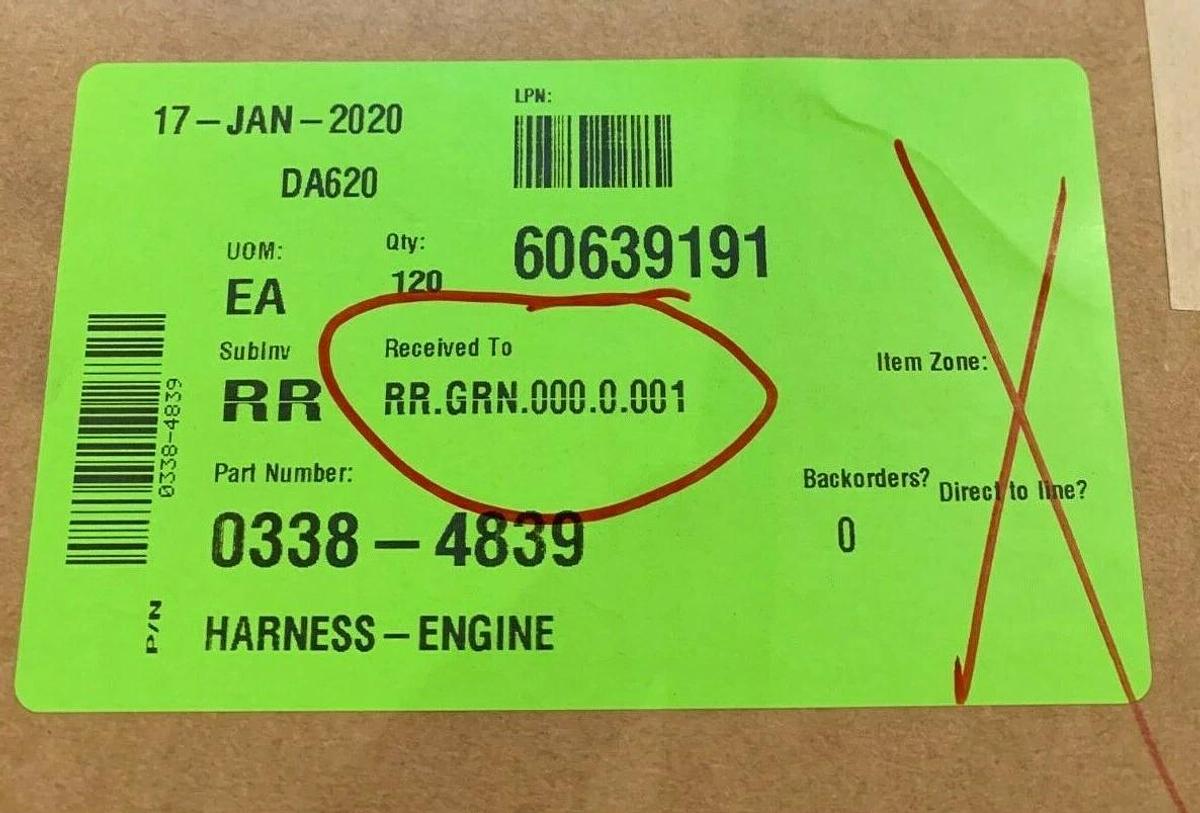 17-JAN-2020
LPN:
DA620
UOM:
Qty:
60639191
EA
120
SubInv
Received To
RR
RR.GRN.000.0.001
Item Zone:
0338-4839
Part Number:
Backorders?
Direct to line?
0338-4839
0
P/N
HARNESS-ENGINE